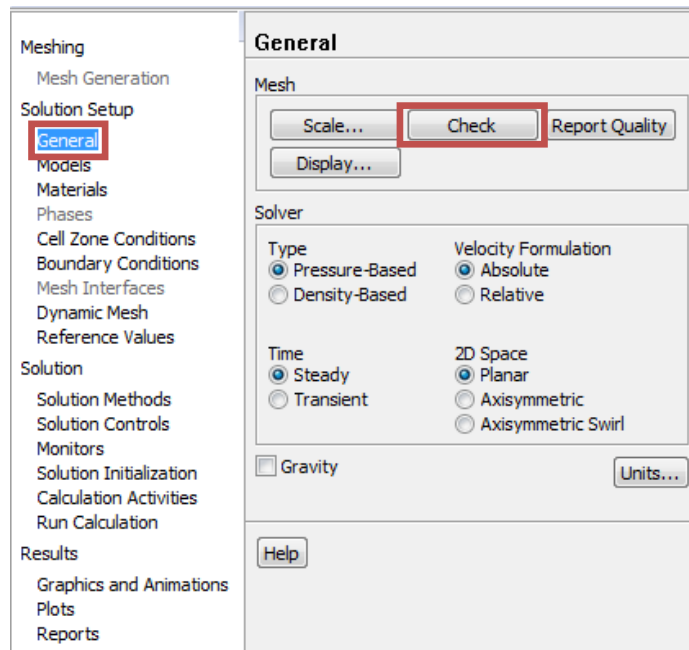 Meshing
Mesh Generation
Solution Setup
General
Models
Materials
Phases
Cell Zone Conditions
Boundary Conditions
Mesh Interfaces
Dynamic Mesh
Reference Values
Solution
Solution Methods
Solution Controls
Monitors
Solution Initialization
Calculation Activities
Run Calculation
Results
Graphics and Animations
Plots
Reports
General
Mesh
Scale... Check Report Quality
Display...
Solver
Type
Pressure-Based
Density-Based
Velocity Formulation
Absolute
Relative
Time
Steady
Transient
2D Space
Planar
Axisymmetric
Axisymmetric Swirl
Gravity
Units...
Help